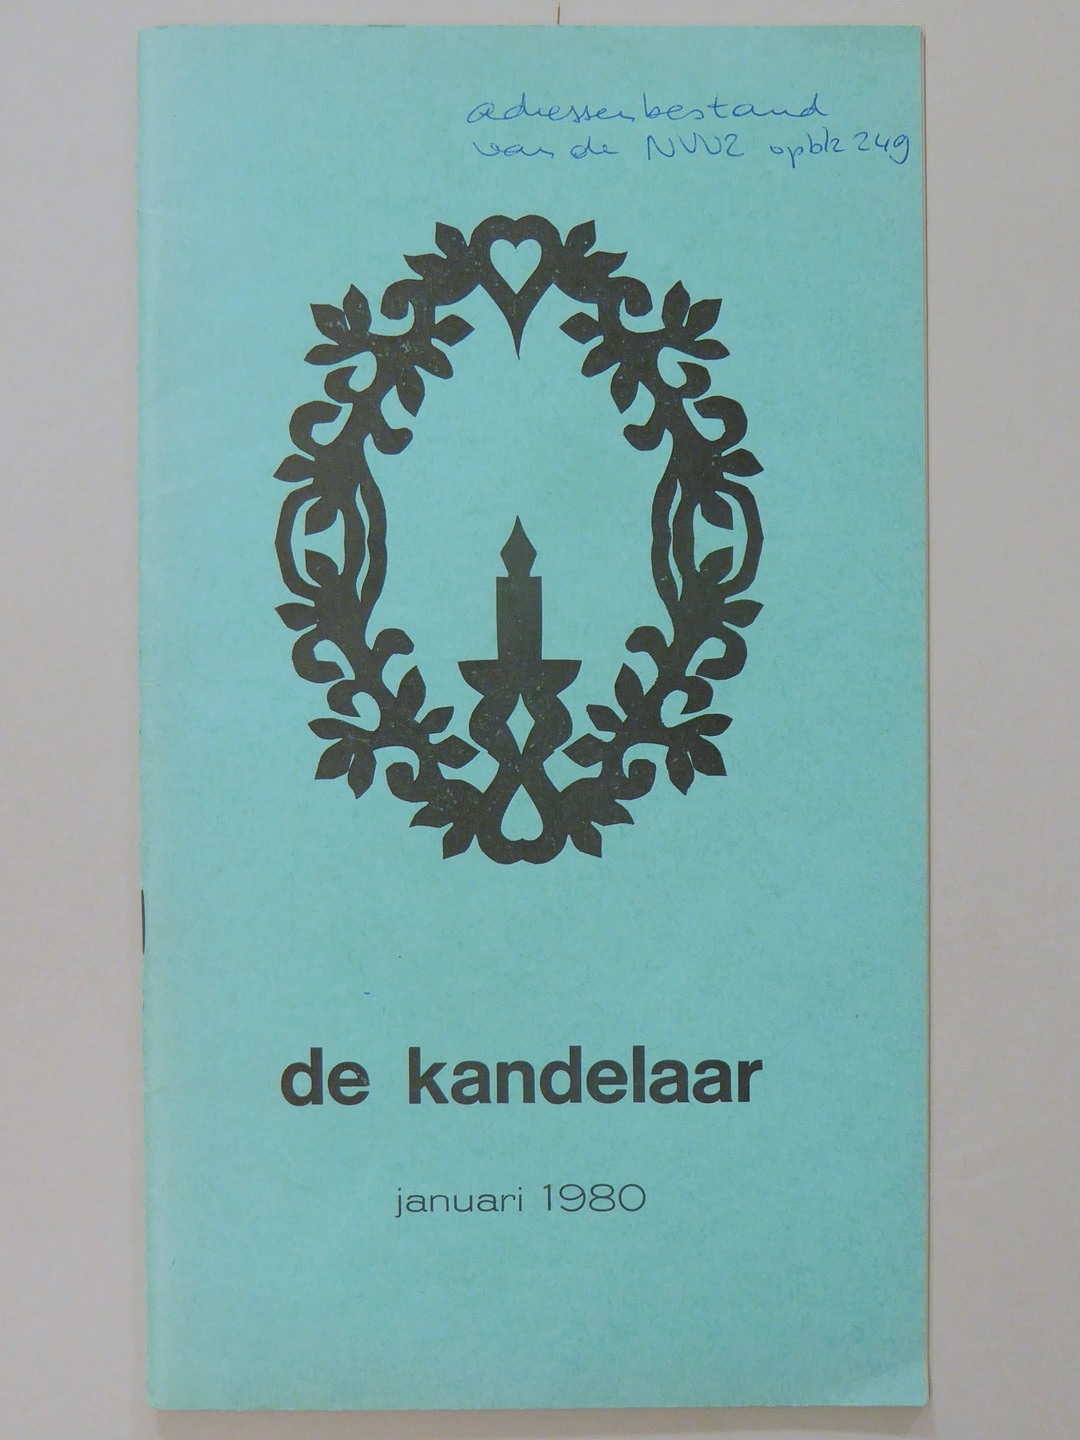 adressenbestand
van de NVVZ op blz 249
de kandelaar
januari 1980